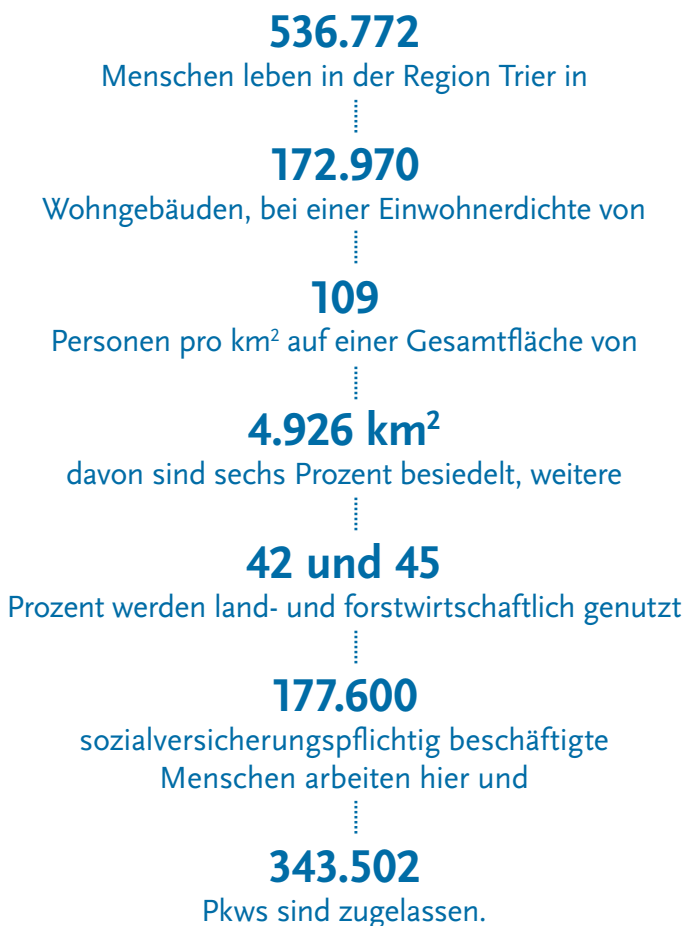 536.772
Menschen leben in der Region Trier in
172.970
Wohngebäuden, bei einer Einwohnerdichte von
109
Personen pro km² auf einer Gesamtfläche von
4.926 km²
davon sind sechs Prozent besiedelt, weitere
42 und 45
Prozent werden land- und forstwirtschaftlich genutzt
177.600
sozialversicherungspflichtig beschäftigte
Menschen arbeiten hier und
343.502
Pkws sind zugelassen.